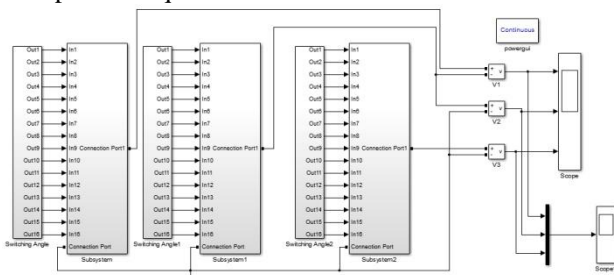 Continuous
powergui
Out1 In1 Out1 In1 Out1 In1
Out2 In2 Out2 In2 Out2 In2
Out3 In3 Out3 In3 Out3 In3
Out4 In4 Out4 In4 Out4 In4
Out5 In5 Out5 In5 Out5 In5
Out6 In6 Out6 In6 Out6 In6
Out7 In7 Out7 In7 Out7 In7
Out8 In8 Out8 In8 Out8 In8
Out9 In9 Connection Port1 Out9 In9 Connection Port1 Out9 In9 Connection Port1
Out10 In10 Out10 In10 Out10 In10
Out11 In11 Out11 In11 Out11 In11
Out12 In12 Out12 In12 Out12 In12
Out13 In13 Out13 In13 Out13 In13
Out14 In14 Out14 In14 Out14 In14
Out15 In15 Out15 In15 Out15 In15
Out16 In16 Out16 In16 Out16 In16
Switching Angle Connection Port Switching Angle1 Connection Port Switching Angle2 Connection Port
Subsystem Subsystem1 Subsystem2
+ - v
V1
+ - v
V2
+ - v
V3
Scope
Scope